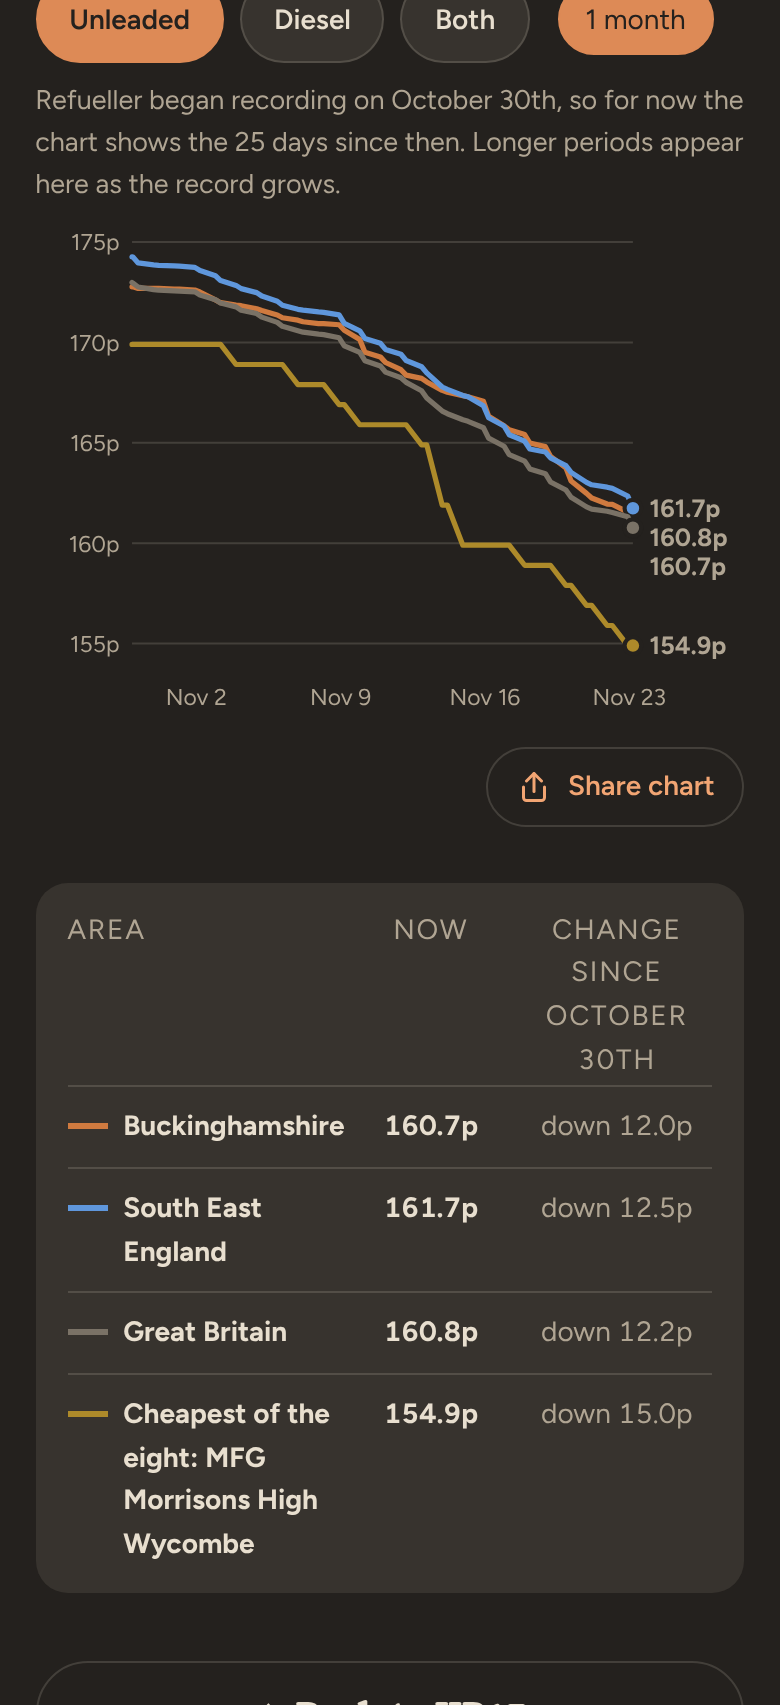 Unleaded Diesel Both 1 month
Refueller began recording on October 30th, so for now the
chart shows the 25 days since then. Longer periods appear
here as the record grows.
175p
170p
165p
160p
155p
161.7p
160.8p
160.7p
154.9p
Nov 2 Nov 9 Nov 16 Nov 23
Share chart
AREA NOW CHANGE
SINCE
OCTOBER
30TH
Buckinghamshire 160.7p down 12.0p
South East 161.7p down 12.5p
England
Great Britain 160.8p down 12.2p
Cheapest of the 154.9p down 15.0p
eight: MFG
Morrisons High
Wycombe